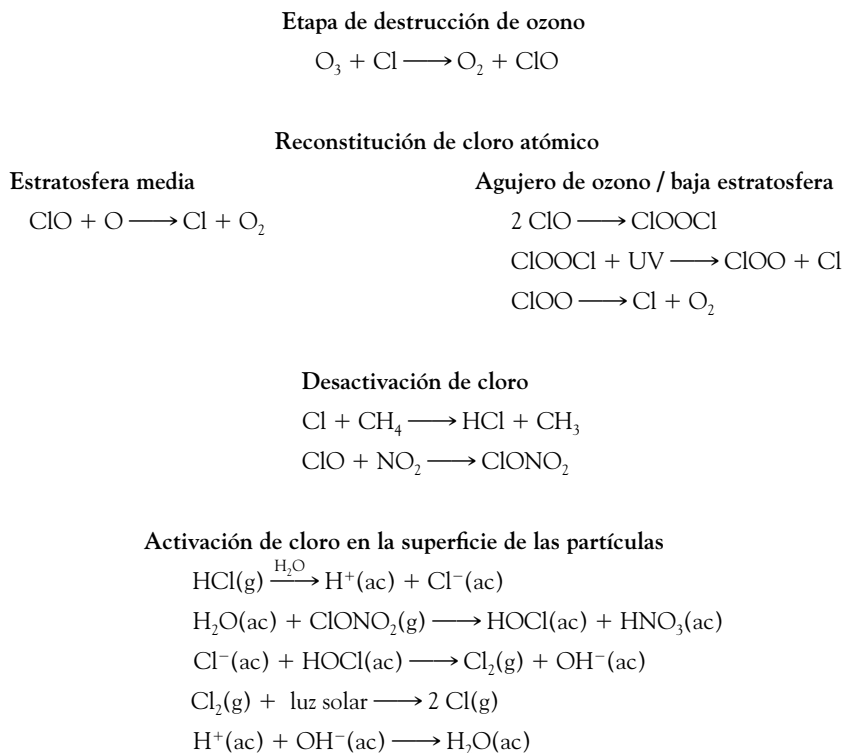 Etapa de destrucción de ozono
O₃ + Cl ⟶ O₂ + ClO
Reconstitución de cloro atómico
Estratosfera media
ClO + O ⟶ Cl + O₂
Agujero de ozono / baja estratosfera
2 ClO ⟶ ClOOCl
ClOOCl + UV ⟶ ClOO + Cl
ClOO ⟶ Cl + O₂
Desactivación de cloro
Cl + CH₄ ⟶ HCl + CH₃
ClO + NO₂ ⟶ ClONO₂
Activación de cloro en la superficie de las partículas
HCl(g) —H₂O⟶ H⁺(ac) + Cl⁻(ac)
H₂O(ac) + ClONO₂(g) ⟶ HOCl(ac) + HNO₃(ac)
Cl⁻(ac) + HOCl(ac) ⟶ Cl₂(g) + OH⁻(ac)
Cl₂(g) + luz solar ⟶ 2 Cl(g)
H⁺(ac) + OH⁻(ac) ⟶ H₂O(ac)